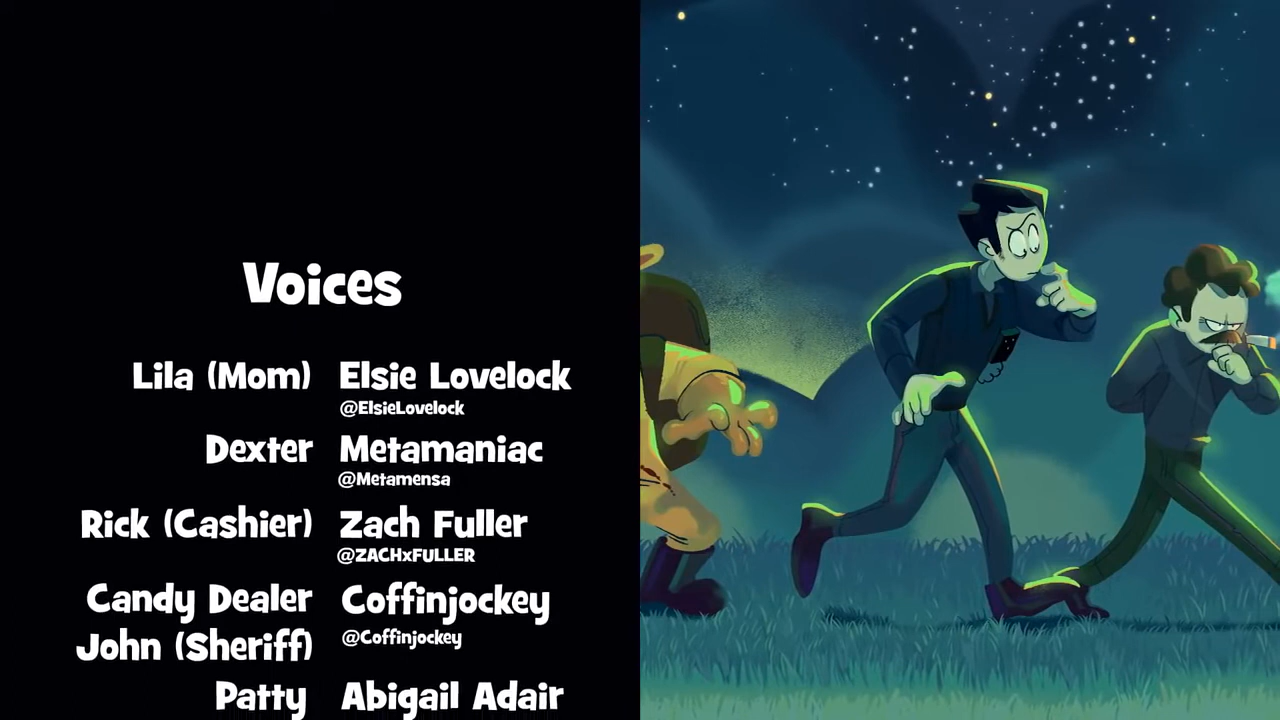 Voices
Lila (Mom) Elsie Lovelock
@ElsieLovelock
Dexter Metamaniac
@Metamensa
Rick (Cashier) Zach Fuller
@ZACHxFULLER
Candy Dealer Coffinjockey
John (Sheriff) @Coffinjockey
Patty Abigail Adair